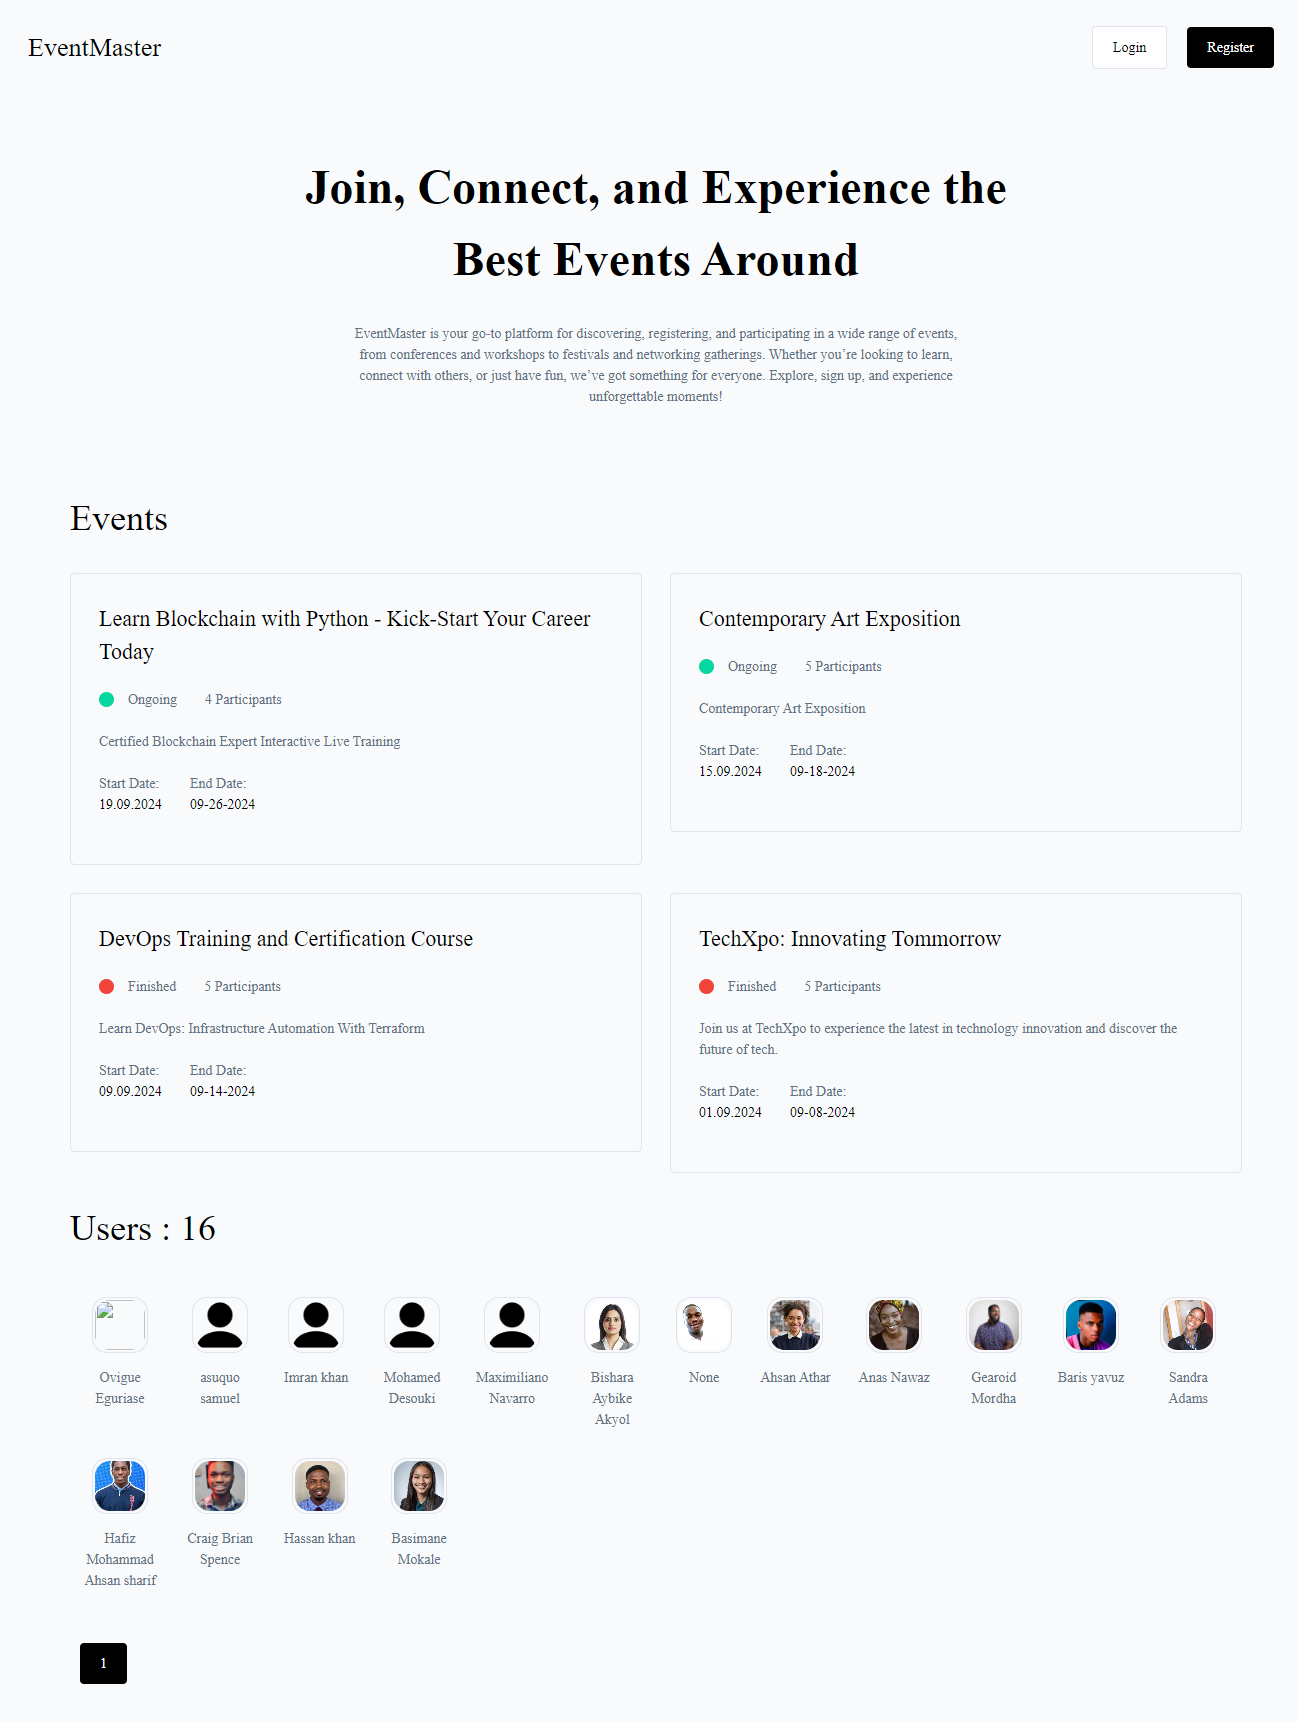 EventMaster
Login
Register
Join, Connect, and Experience the
Best Events Around
EventMaster is your go-to platform for discovering, registering, and participating in a wide range of events,
from conferences and workshops to festivals and networking gatherings. Whether you’re looking to learn,
connect with others, or just have fun, we’ve got something for everyone. Explore, sign up, and experience
unforgettable moments!
Events
Learn Blockchain with Python - Kick-Start Your Career
Today
Ongoing 4 Participants
Certified Blockchain Expert Interactive Live Training
Start Date: End Date:
19.09.2024 09-26-2024
Contemporary Art Exposition
Ongoing 5 Participants
Contemporary Art Exposition
Start Date: End Date:
15.09.2024 09-18-2024
DevOps Training and Certification Course
Finished 5 Participants
Learn DevOps: Infrastructure Automation With Terraform
Start Date: End Date:
09.09.2024 09-14-2024
TechXpo: Innovating Tommorrow
Finished 5 Participants
Join us at TechXpo to experience the latest in technology innovation and discover the
future of tech.
Start Date: End Date:
01.09.2024 09-08-2024
Users : 16
Ovigue
Eguriase
asuquo
samuel
Imran khan
Mohamed
Desouki
Maximiliano
Navarro
Bishara
Aybike
Akyol
None
Ahsan Athar
Anas Nawaz
Gearoid
Mordha
Baris yavuz
Sandra
Adams
Hafiz
Mohammad
Ahsan sharif
Craig Brian
Spence
Hassan khan
Basimane
Mokale
1